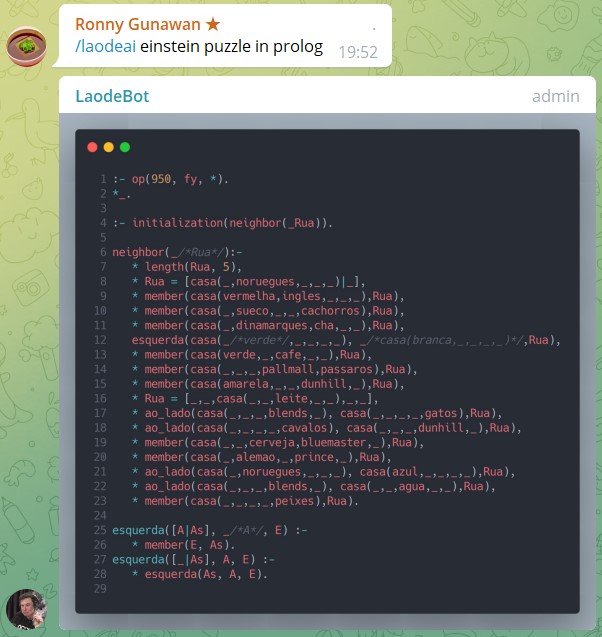 Ronny Gunawan ★
/laodeai einstein puzzle in prolog 19:52
LaodeBot admin
1 :- op(950, fy, *).
2 *_.
3
4 :- initialization(neighbor(_Rua)).
5
6 neighbor(_/*Rua*/):-
7 * length(Rua, 5),
8 * Rua = [casa(_,noruegues,_,_,_)|_],
9 * member(casa(vermelha,ingles,_,_,_),Rua),
10 * member(casa(_,sueco,_,_,cachorros),Rua),
11 * member(casa(_,dinamarques,cha,_,_),Rua),
12 esquerda(casa(_/*verde*/,_,_,_,_), _/*casa(branca,_,_,_,_)*/,Rua),
13 * member(casa(verde,_,cafe,_,_),Rua),
14 * member(casa(_,_,_,pallmall,passaros),Rua),
15 * member(casa(amarela,_,_,dunhill,_),Rua),
16 * Rua = [_,_,casa(_,_,leite,_,_),_,_],
17 * ao_lado(casa(_,_,_,blends,_), casa(_,_,_,_,gatos),Rua),
18 * ao_lado(casa(_,_,_,_,cavalos), casa(_,_,_,dunhill,_),Rua),
19 * member(casa(_,_,cerveja,bluemaster,_),Rua),
20 * member(casa(_,alemao,_,prince,_),Rua),
21 * ao_lado(casa(_,noruegues,_,_,_), casa(azul,_,_,_,_),Rua),
22 * ao_lado(casa(_,_,_,blends,_), casa(_,_,agua,_,_),Rua),
23 * member(casa(_,_,_,_,peixes),Rua).
24
25 esquerda([A|As], _/*A*/, E) :-
26 * member(E, As).
27 esquerda([_|As], A, E) :-
28 * esquerda(As, A, E).
29